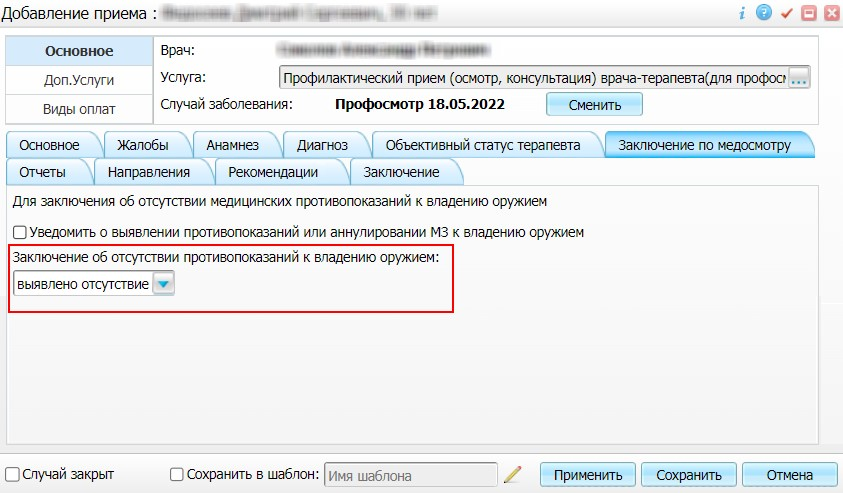 Добавление приема :
Основное
Доп.Услуги
Виды оплат
Врач:
Услуга: Профилактический прием (осмотр, консультация) врача-терапевта(для профосм ...
Случай заболевания: Профосмотр 18.05.2022 Сменить
Основное Жалобы Анамнез Диагноз Объективный статус терапевта Заключение по медосмотру
Отчеты Направления Рекомендации Заключение
Для заключения об отсутствии медицинских противопоказаний к владению оружием
Уведомить о выявлении противопоказаний или аннулировании МЗ к владению оружием
Заключение об отсутствии противопоказаний к владению оружием:
выявлено отсутствие
Случай закрыт Сохранить в шаблон: Имя шаблона Применить Сохранить Отмена